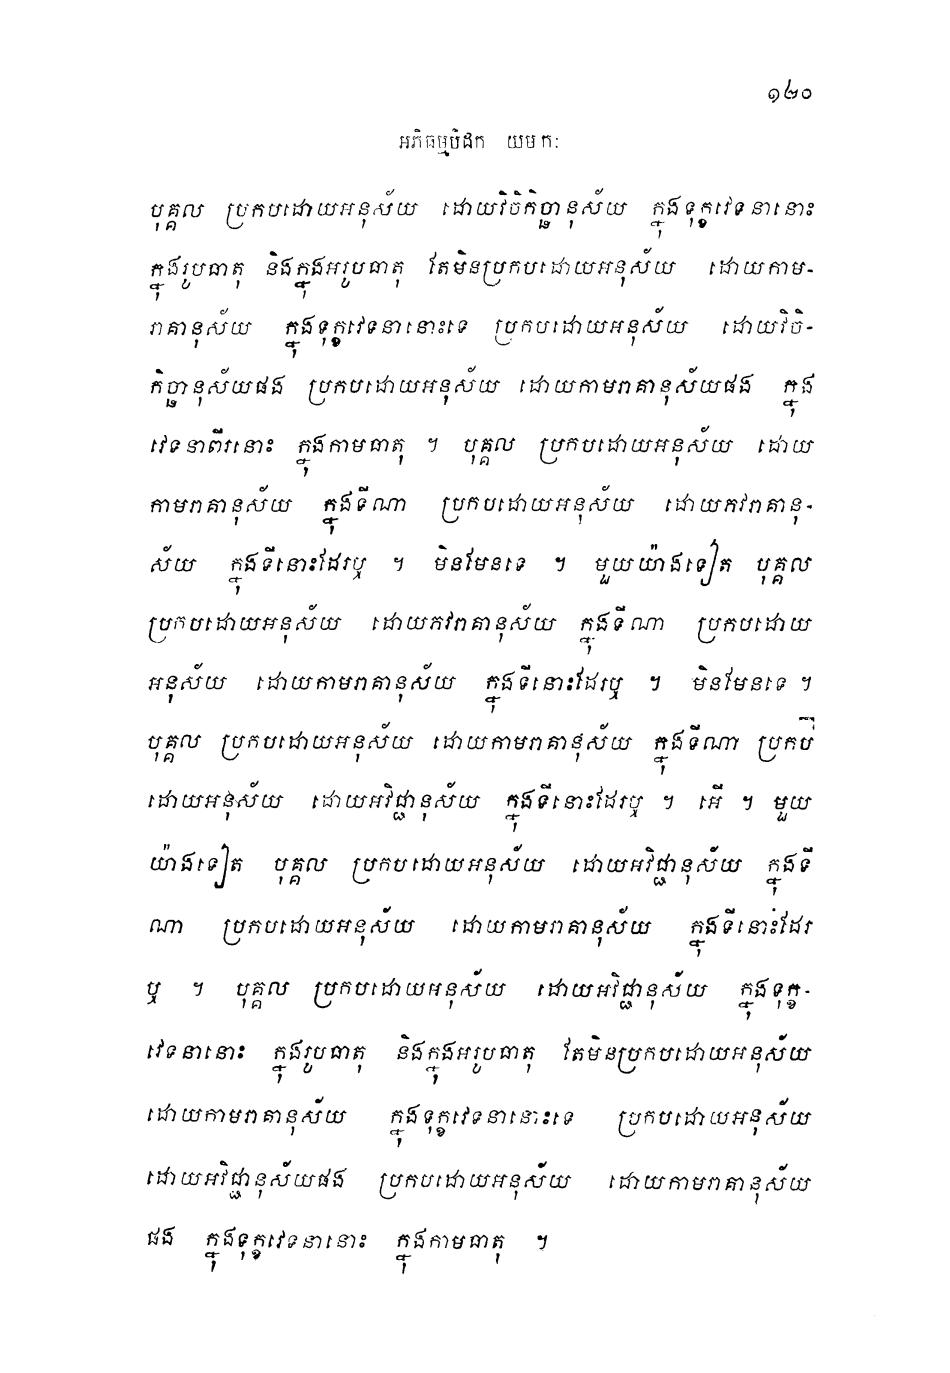 ១២០
អភិធម្មបិដក យមកៈ
បុគ្គល ប្រកបដោយអនុស័យ ដោយវិចិកិច្ឆានុស័យ ក្នុងទុក្ខវេទនានោះ
ក្នុងរូបធាតុ និងក្នុងអរូបធាតុ តែមិនប្រកបដោយអនុស័យ ដោយកាម-
រាគានុស័យ ក្នុងទុក្ខវេទនានោះទេ ប្រកបដោយអនុស័យ ដោយវិចិ-
កិច្ឆានុស័យផង ប្រកបដោយអនុស័យ ដោយកាមរាគានុស័យផង ក្នុង
វេទនាពីរនោះ ក្នុងកាមធាតុ ។ បុគ្គល ប្រកបដោយអនុស័យ ដោយ
កាមរាគានុស័យ ក្នុងទីណា ប្រកបដោយអនុស័យ ដោយភវរាគានុ-
ស័យ ក្នុងទីនោះដែរឬ ។ មិនមែនទេ ។ មួយយ៉ាងទៀត បុគ្គល
ប្រកបដោយអនុស័យ ដោយភវរាគានុស័យ ក្នុងទីណា ប្រកបដោយ
អនុស័យ ដោយកាមរាគានុស័យ ក្នុងទីនោះដែរឬ ។ មិនមែនទេ ។
បុគ្គល ប្រកបដោយអនុស័យ ដោយកាមរាគានុស័យ ក្នុងទីណា ប្រកប
ដោយអនុស័យ ដោយអវិជ្ជានុស័យ ក្នុងទីនោះដែរឬ ។ អើ ។ មួយ
យ៉ាងទៀត បុគ្គល ប្រកបដោយអនុស័យ ដោយអវិជ្ជានុស័យ ក្នុងទី
ណា ប្រកបដោយអនុស័យ ដោយកាមរាគានុស័យ ក្នុងទីនោះដែរ
ឬ ។ បុគ្គល ប្រកបដោយអនុស័យ ដោយអវិជ្ជានុស័យ ក្នុងទុក្ខ-
វេទនានោះ ក្នុងរូបធាតុ និងក្នុងអរូបធាតុ តែមិនប្រកបដោយអនុស័យ
ដោយកាមរាគានុស័យ ក្នុងទុក្ខវេទនានោះទេ ប្រកបដោយអនុស័យ
ដោយអវិជ្ជានុស័យផង ប្រកបដោយអនុស័យ ដោយកាមរាគានុស័យ
ផង ក្នុងទុក្ខវេទនានោះ ក្នុងកាមធាតុ ។